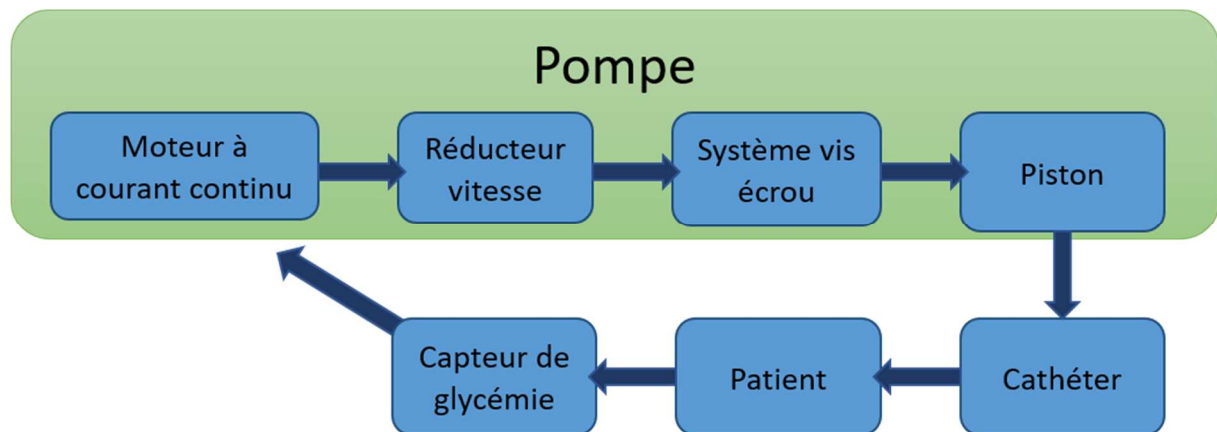 Pompe
Moteur à
courant continu
Réducteur
vitesse
Système vis
écrou
Piston
Capteur de
glycémie
Patient
Cathéter